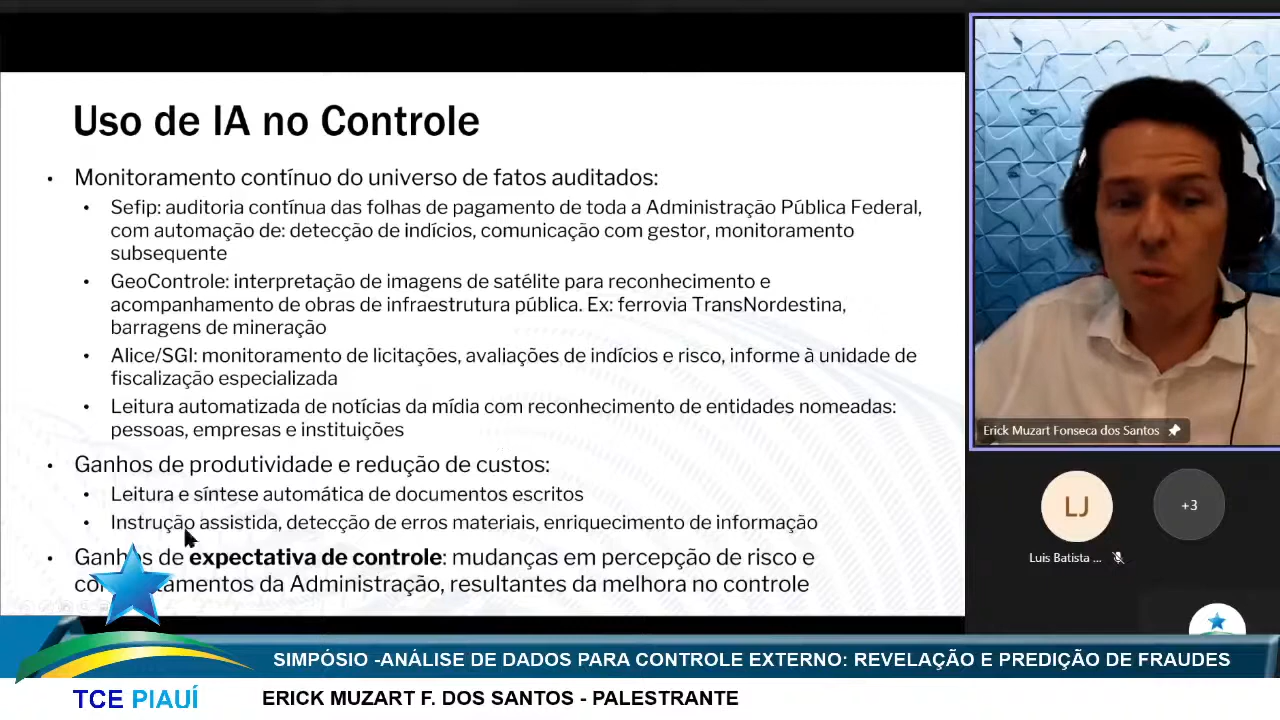 Uso de IA no Controle
• Monitoramento contínuo do universo de fatos auditados:
• Sefip: auditoria contínua das folhas de pagamento de toda a Administração Pública Federal,
com automação de: detecção de indícios, comunicação com gestor, monitoramento
subsequente
• GeoControle: interpretação de imagens de satélite para reconhecimento e
acompanhamento de obras de infraestrutura pública. Ex: ferrovia TransNordestina,
barragens de mineração
• Alice/SGI: monitoramento de licitações, avaliações de indícios e risco, informe à unidade de
fiscalização especializada
• Leitura automatizada de notícias da mídia com reconhecimento de entidades nomeadas:
pessoas, empresas e instituições
• Ganhos de produtividade e redução de custos:
• Leitura e síntese automática de documentos escritos
• Instrução assistida, detecção de erros materiais, enriquecimento de informação
• Ganhos de expectativa de controle: mudanças em percepção de risco e
da Administração, resultantes da melhora no controle
Erick Muzart Fonseca dos Santos
LJ
+3
Luis Batista ...
SIMPÓSIO -ANÁLISE DE DADOS PARA CONTROLE EXTERNO: REVELAÇÃO E PREDIÇÃO DE FRAUDES
TCE PIAUÍ
ERICK MUZART F. DOS SANTOS - PALESTRANTE